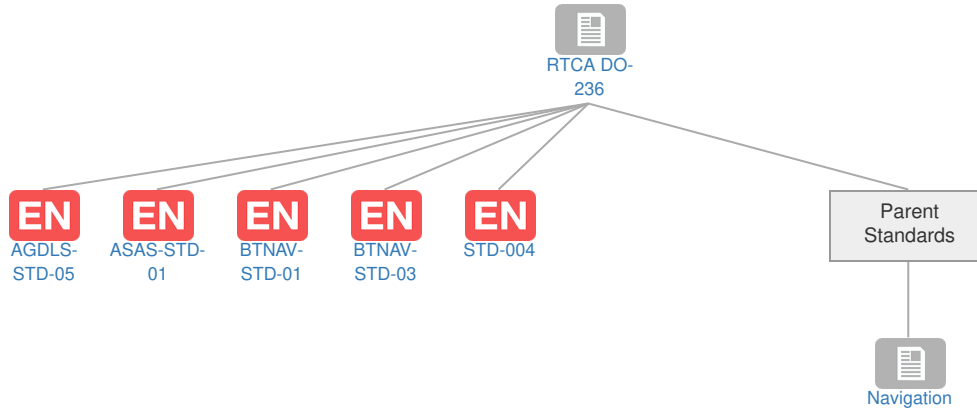 RTCA DO-
236
EN EN EN EN EN
AGDLS-
STD-05
ASAS-STD-
01
BTNAV-
STD-01
BTNAV-
STD-03
STD-004
Parent
Standards
Navigation